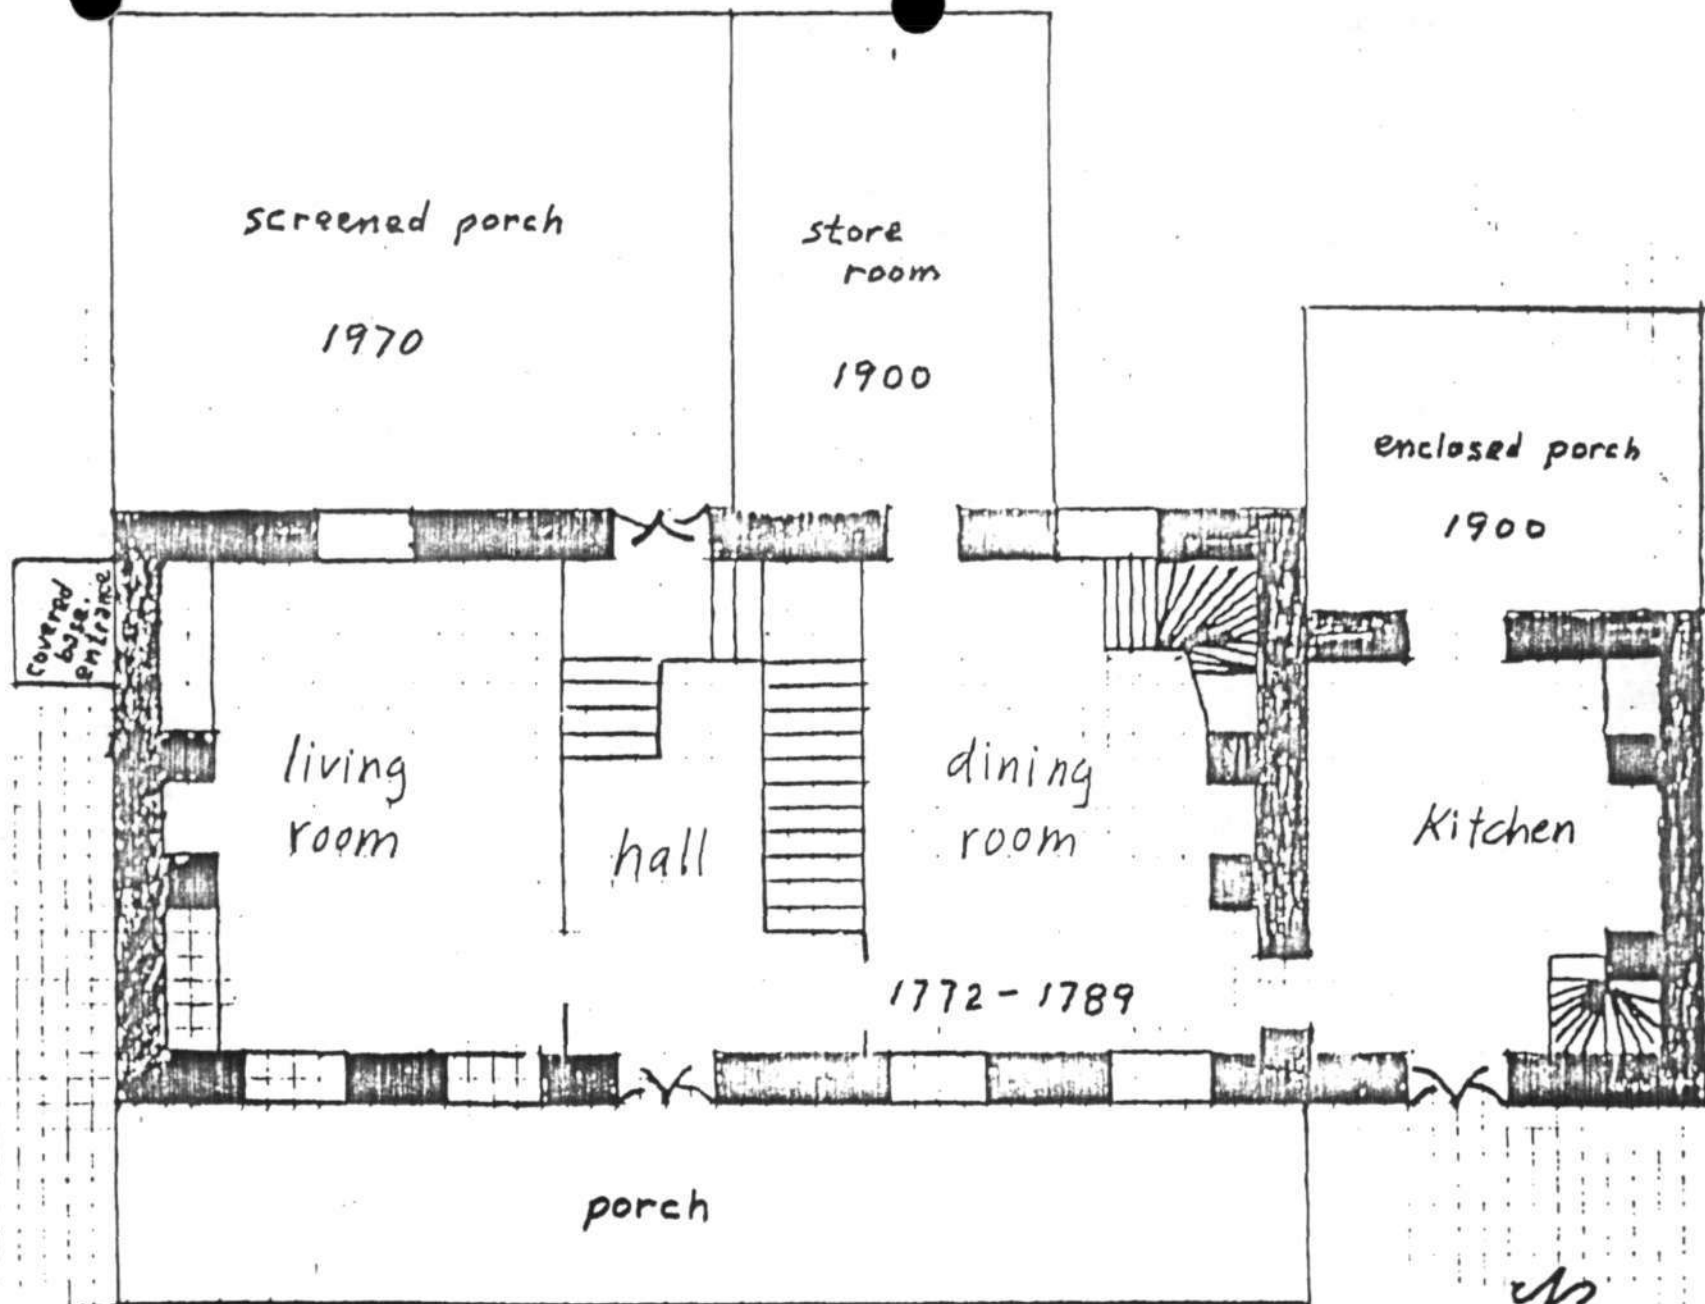 screened porch
1970
store
room
1900
enclosed porch
1900
covered
base.
entrance
living
room
hall
dining
room
Kitchen
1772-1789
porch